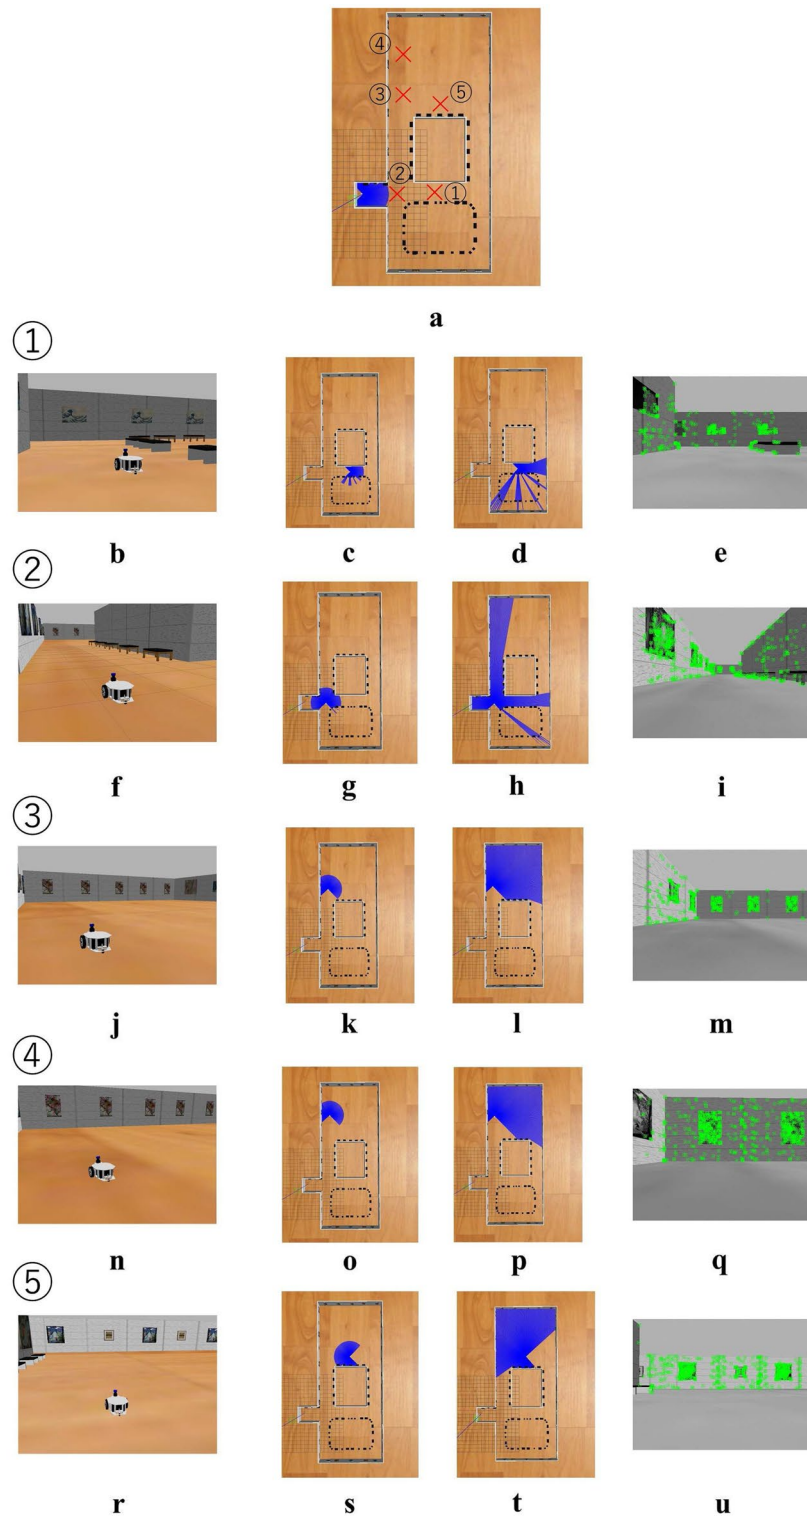 ④
③ ⑤
②
①
a
①
b c d e
②
f g h i
③
j k l m
④
n o p q
⑤
r s t u